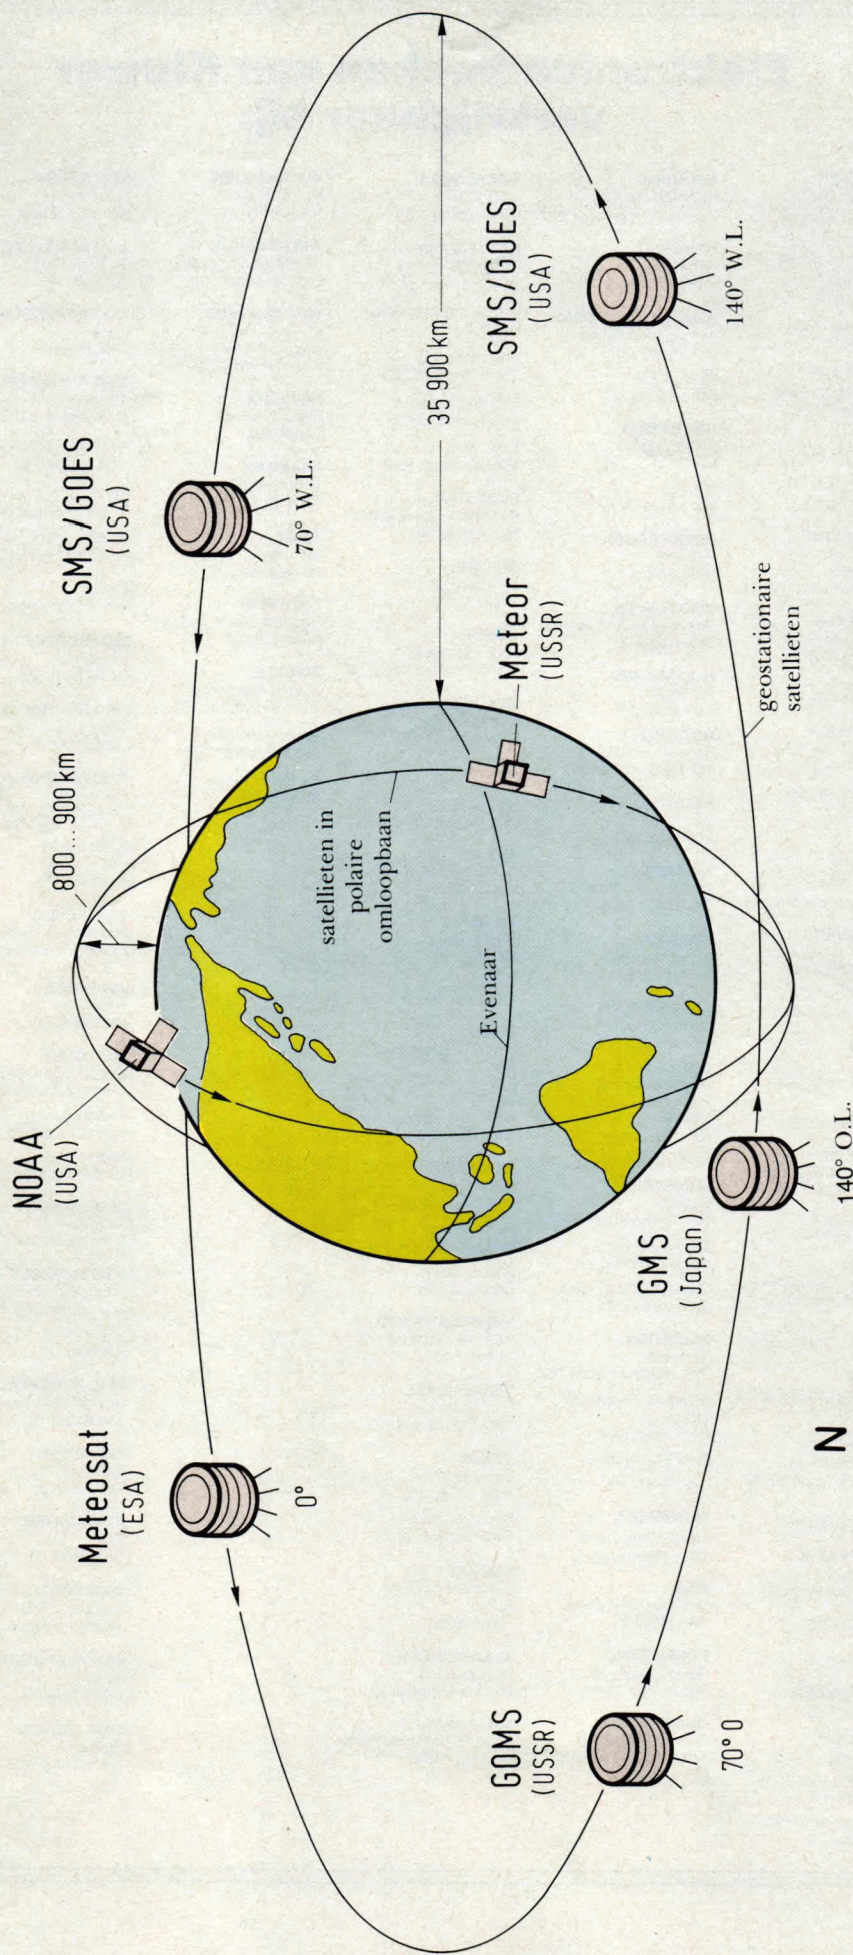 NOAA
(USA)
800 ... 900 km
SMS/GOES
(USA)
70° W.L.
Meteosat
(ESA)
0°
satellieten in
polaire
omloopbaan
35 900 km
Evenaar
Meteor
(USSR)
SMS/GOES
(USA)
140° W.L.
GOMS
(USSR)
70° O
GMS
(Japan)
140° O.L.
geostationaire
satellieten
N